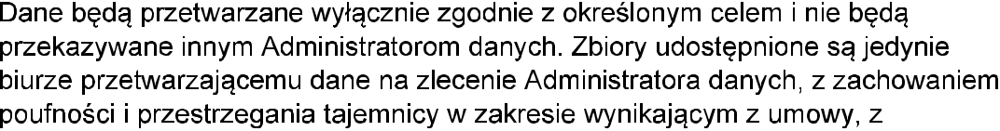 Dane będą przetwarzane wyłącznie zgodnie z określonym celem i nie będą
przekazywane innym Administratorom danych. Zbiory udostępnione są jedynie
biurze przetwarzającemu dane na zlecenie Administratora danych, z zachowaniem
poufności i przestrzegania tajemnicy w zakresie wynikającym z umowy, z